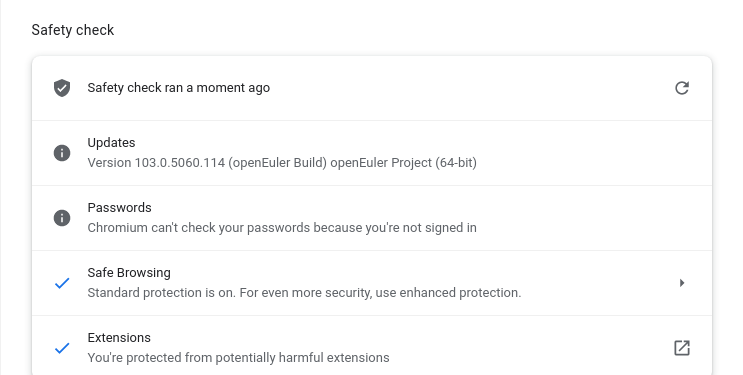 Safety check
Safety check ran a moment ago
Updates
Version 103.0.5060.114 (openEuler Build) openEuler Project (64-bit)
Passwords
Chromium can't check your passwords because you're not signed in
Safe Browsing
Standard protection is on. For even more security, use enhanced protection.
Extensions
You're protected from potentially harmful extensions